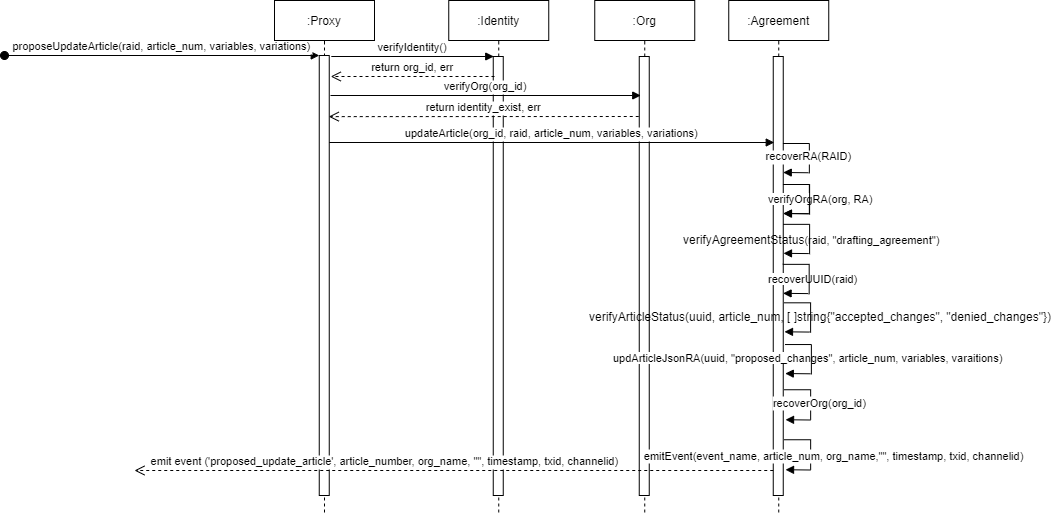 :Proxy
:Identity
:Org
:Agreement
proposeUpdateArticle(raid, article_num, variables, variations)
verifyIdentity()
return org_id, err
verifyOrg(org_id)
return identity_exist, err
updateArticle(org_id, raid, article_num, variables, variations)
recoverRA(RAID)
verifyOrgRA(org, RA)
verifyAgreementStatus(raid, "drafting_agreement")
recoverUUID(raid)
verifyArticleStatus(uuid, article_num, [ ]string{"accepted_changes", "denied_changes"})
updArticleJsonRA(uuid, "proposed_changes", article_num, variables, varaitions)
recoverOrg(org_id)
emitEvent(event_name, article_num, org_name,"", timestamp, txid, channelid)
emit event ('proposed_update_article', article_number, org_name, "", timestamp, txid, channelid)